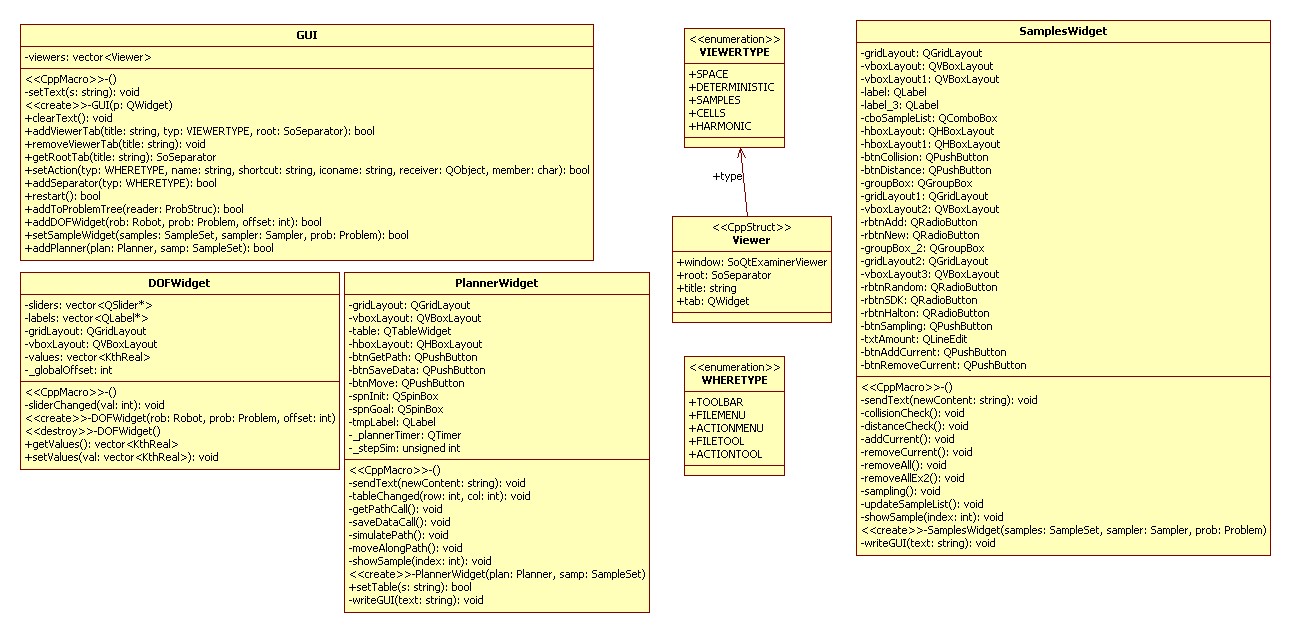 GUI
-viewers: vector<Viewer>
<<CppMacro>>-()
-setText(s: string): void
<<create>>-GUI(p: QWidget)
+clearText(): void
+addViewerTab(title: string, typ: VIEWERTYPE, root: SoSeparator): bool
+removeViewerTab(title: string): void
+getRootTab(title: string): SoSeparator
+setAction(typ: WHERETYPE, name: string, shortcut: string, iconame: string, receiver: QObject, member: char): bool
+addSeparator(typ: WHERETYPE): bool
+restart(): bool
+addToProblemTree(reader: ProbStruc): bool
+addDOFWidget(rob: Robot, prob: Problem, offset: int): bool
+setSampleWidget(samples: SampleSet, sampler: Sampler, prob: Problem): bool
+addPlanner(plan: Planner, samp: SampleSet): bool
DOFWidget
-sliders: vector<QSlider*>
-labels: vector<QLabel*>
-gridLayout: QGridLayout
-vboxLayout: QVBoxLayout
-values: vector<KthReal>
-_globalOffset: int
<<CppMacro>>-()
-sliderChanged(val: int): void
<<create>>-DOFWidget(rob: Robot, prob: Problem, offset: int)
<<destroy>>-DOFWidget()
+getValues(): vector<KthReal>
+setValues(val: vector<KthReal>): void
PlannerWidget
-gridLayout: QGridLayout
-vboxLayout: QVBoxLayout
-table: QTableWidget
-hboxLayout: QHBoxLayout
-btnGetPath: QPushButton
-btnSaveData: QPushButton
-btnMove: QPushButton
-spnInit: QSpinBox
-spnGoal: QSpinBox
-tmpLabel: QLabel
-_plannerTimer: QTimer
-_stepSim: unsigned int
<<CppMacro>>-()
-sendText(newContent: string): void
-tableChanged(row: int, col: int): void
-getPathCall(): void
-saveDataCall(): void
-simulatePath(): void
-moveAlongPath(): void
-showSample(index: int): void
<<create>>-PlannerWidget(plan: Planner, samp: SampleSet)
+setTable(s: string): bool
-writeGUI(text: string): void
<<enumeration>>
VIEWERTYPE
+SPACE
+DETERMINISTIC
+SAMPLES
+CELLS
+HARMONIC
+type
<<CppStruct>>
Viewer
+window: SoQtExaminerViewer
+root: SoSeparator
+title: string
+tab: QWidget
<<enumeration>>
WHERETYPE
+TOOLBAR
+FILEMENU
+ACTIONMENU
+FILETOOL
+ACTIONTOOL
SamplesWidget
-gridLayout: QGridLayout
-vboxLayout: QVBoxLayout
-vboxLayout1: QVBoxLayout
-label: QLabel
-label_3: QLabel
-cboSampleList: QComboBox
-hboxLayout: QHBoxLayout
-hboxLayout1: QHBoxLayout
-btnCollision: QPushButton
-btnDistance: QPushButton
-groupBox: QGroupBox
-gridLayout1: QGridLayout
-vboxLayout2: QVBoxLayout
-rbtnAdd: QRadioButton
-rbtnNew: QRadioButton
-groupBox_2: QGroupBox
-gridLayout2: QGridLayout
-vboxLayout3: QVBoxLayout
-rbtnRandom: QRadioButton
-rbtnSDK: QRadioButton
-rbtnHalton: QRadioButton
-btnSampling: QPushButton
-txtAmount: QLineEdit
-btnAddCurrent: QPushButton
-btnRemoveCurrent: QPushButton
<<CppMacro>>-()
-sendText(newContent: string): void
-collisionCheck(): void
-distanceCheck(): void
-addCurrent(): void
-removeCurrent(): void
-removeAll(): void
-removeAllEx2(): void
-sampling(): void
-updateSampleList(): void
-showSample(index: int): void
<<create>>-SamplesWidget(samples: SampleSet, sampler: Sampler, prob: Problem)
-writeGUI(text: string): void